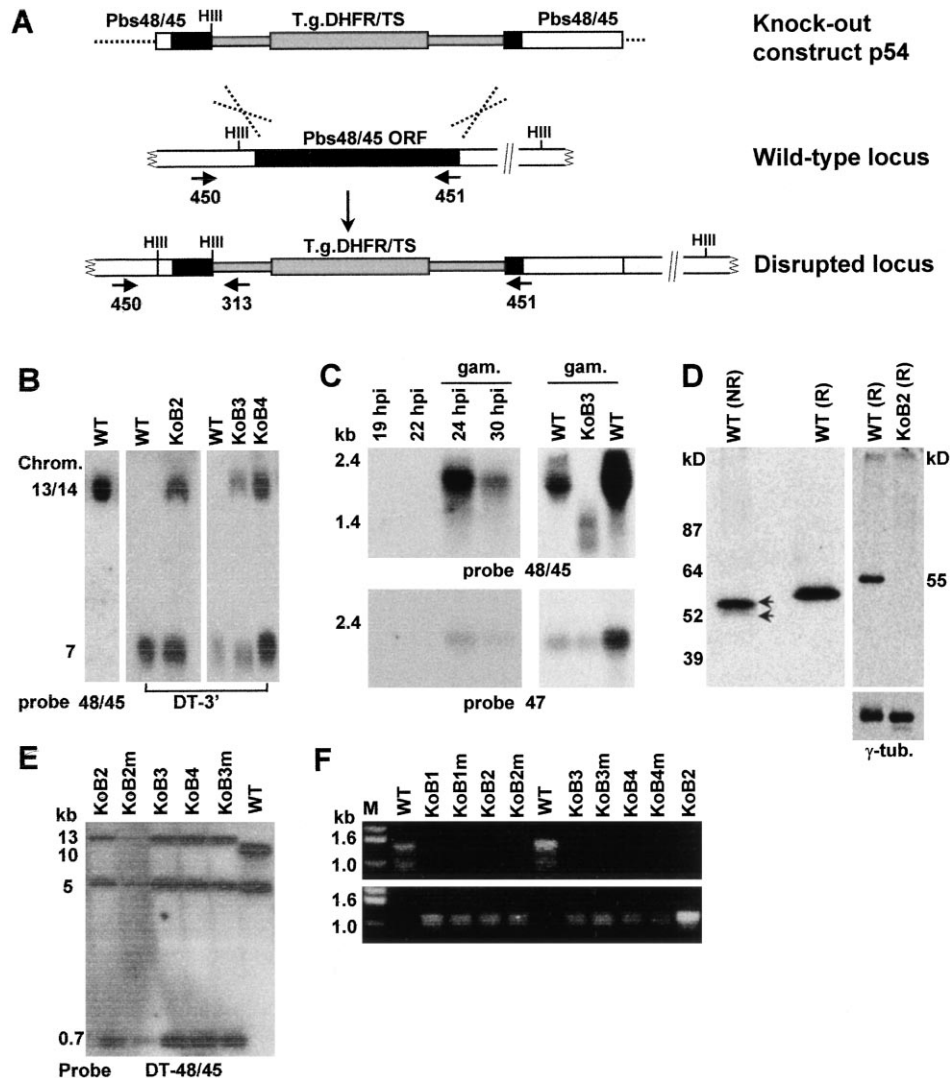 A
Pbs48/45 HIII T.g.DHFR/TS Pbs48/45
Knock-out
construct p54
HIII Pbs48/45 ORF HIII
Wild-type locus
450 451
HIII HIII T.g.DHFR/TS HIII
Disrupted locus
450 313 451
B
WT WT KoB2 WT KoB3 KoB4
Chrom.
13/14
7
probe 48/45 DT-3'
C
gam. gam.
19 hpi 22 hpi 24 hpi 30 hpi WT KoB3 WT
kb
2.4
1.4
probe 48/45
2.4
probe 47
D
WT (NR) WT (R) WT (R) KoB2 (R)
kD kD
87
64
55
52
39
γ-tub.
E
KoB2 KoB2m KoB3 KoB4 KoB3m WT
kb
13
10
5
0.7
Probe DT-48/45
F
M WT KoB1 KoB1m KoB2 KoB2m WT KoB3 KoB3m KoB4 KoB4m KoB2
kb
1.6
1.0
1.6
1.0